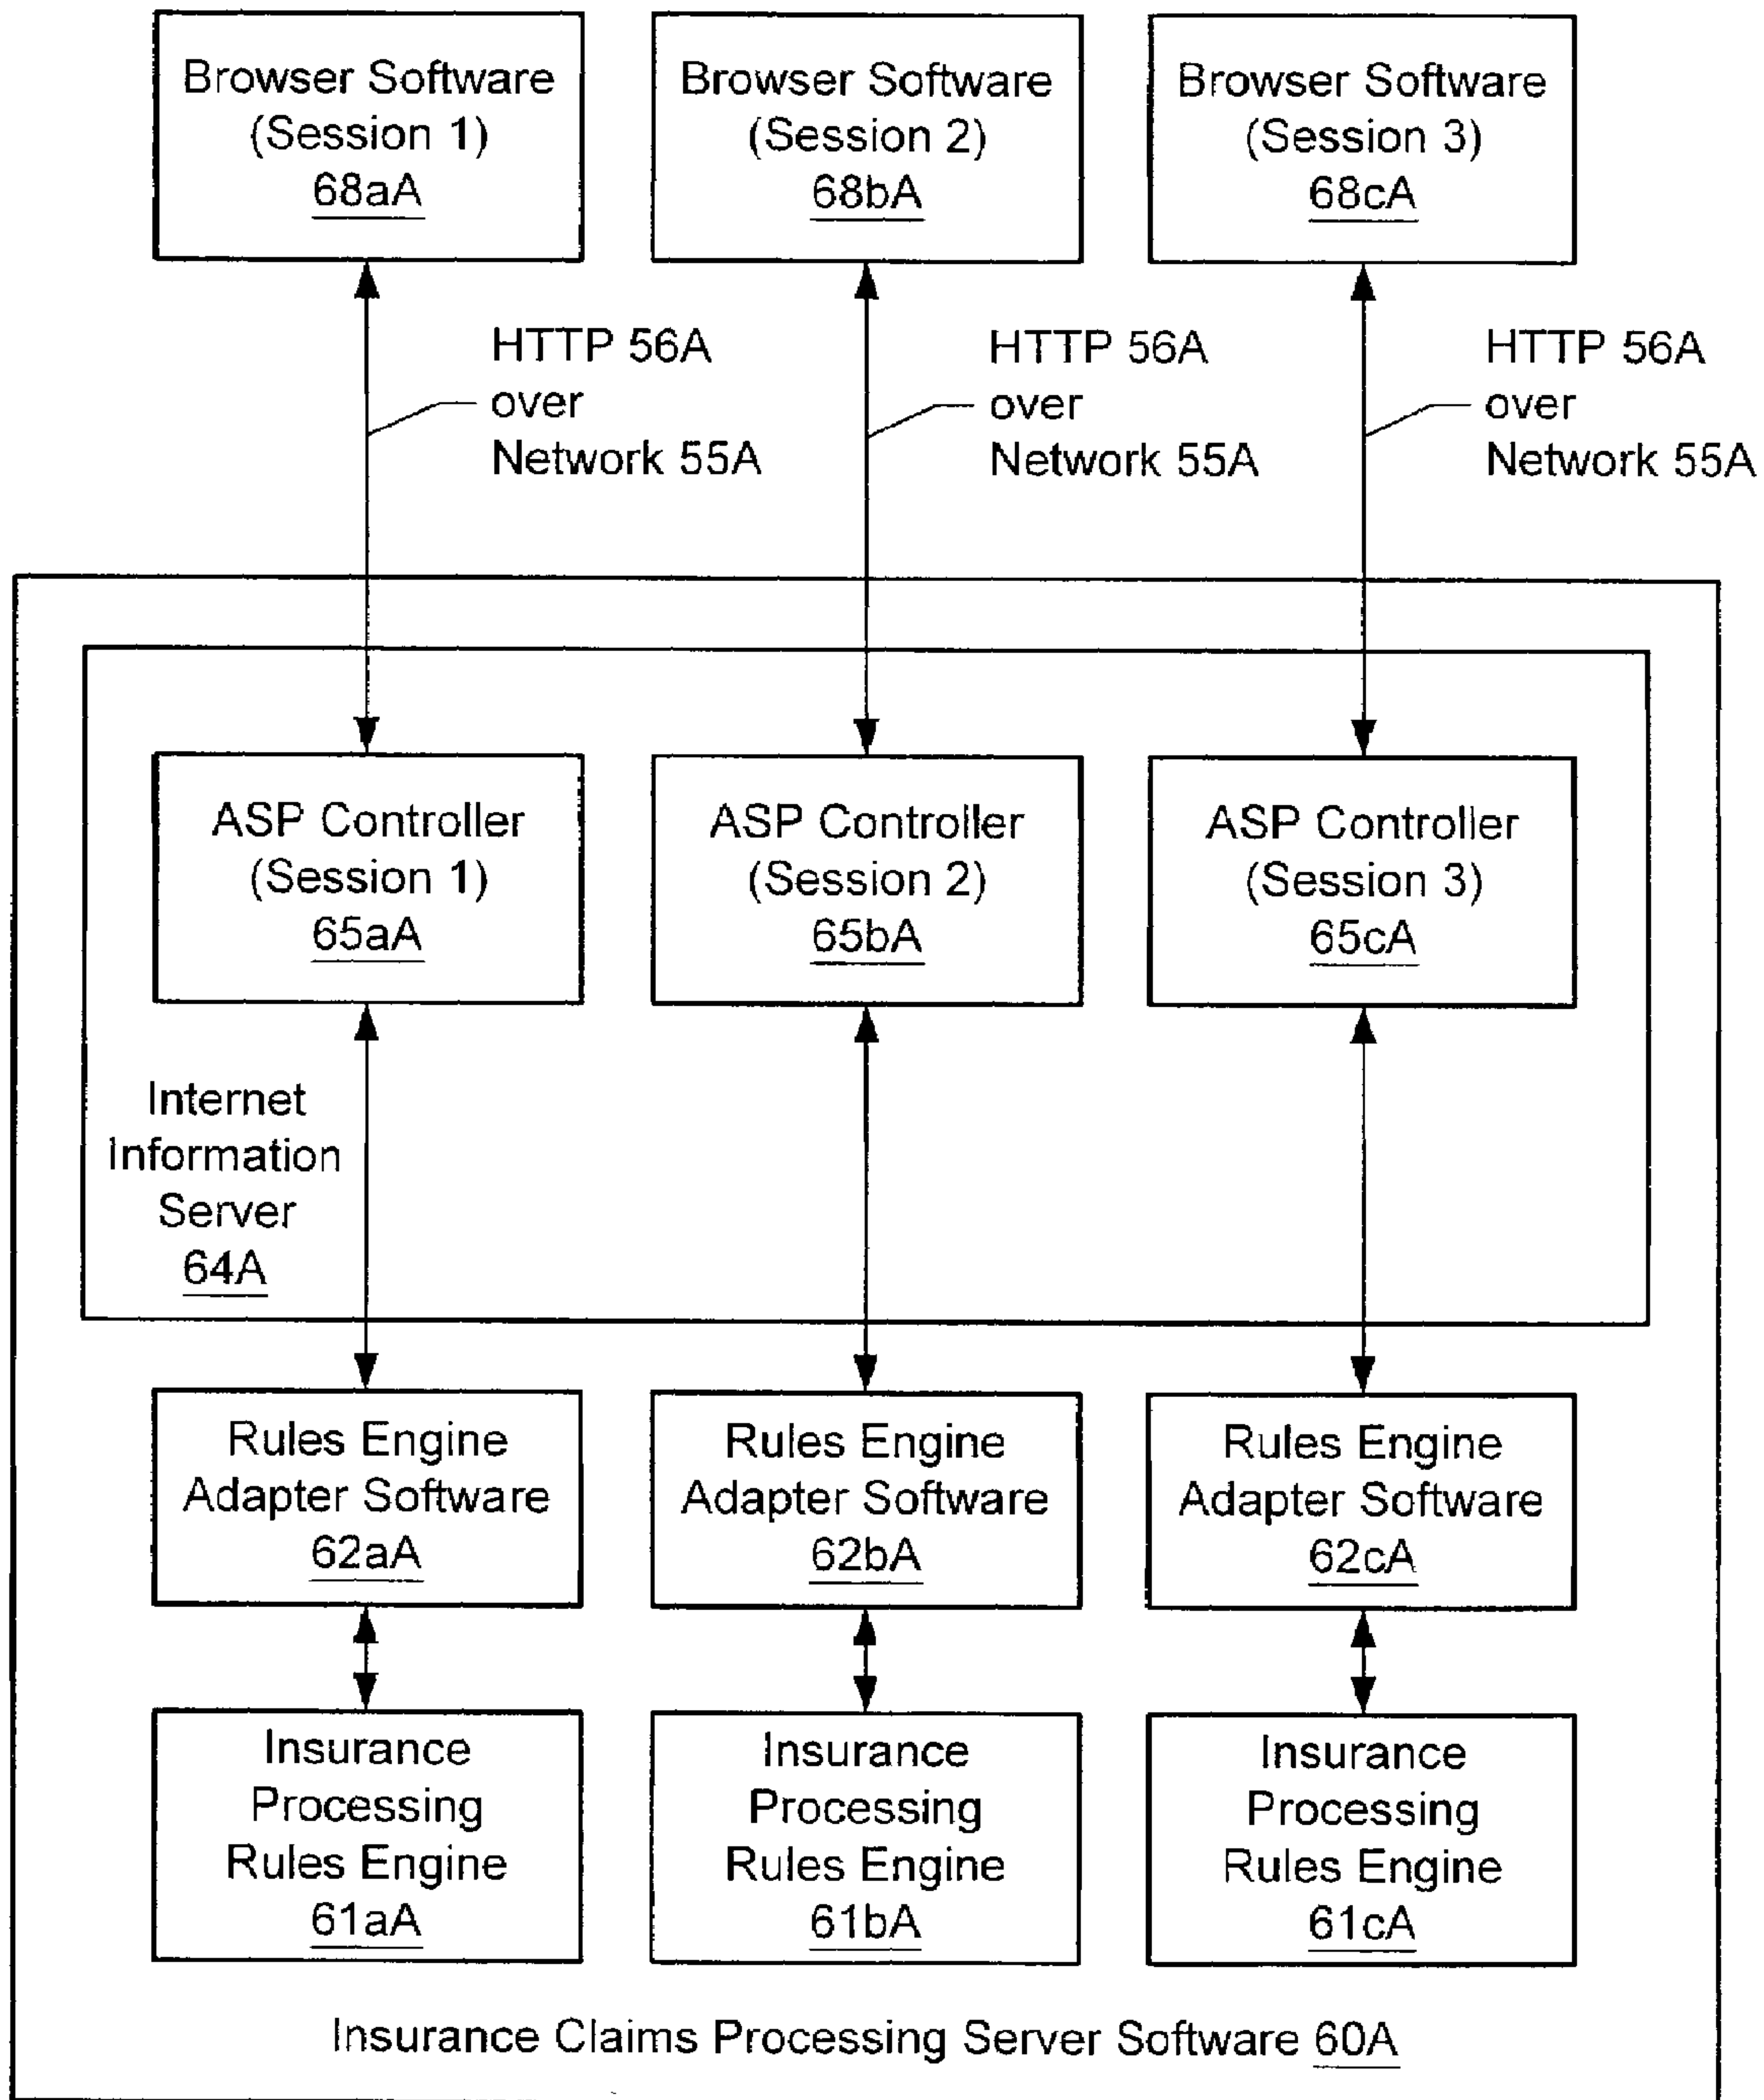 Browser Software
(Session 1)
68aA
Browser Software
(Session 2)
68bA
Browser Software
(Session 3)
68cA
HTTP 56A
over
Network 55A
HTTP 56A
over
Network 55A
HTTP 56A
over
Network 55A
ASP Controller
(Session 1)
65aA
ASP Controller
(Session 2)
65bA
ASP Controller
(Session 3)
65cA
Internet
Information
Server
64A
Rules Engine
Adapter Software
62aA
Rules Engine
Adapter Software
62bA
Rules Engine
Adapter Software
62cA
Insurance
Processing
Rules Engine
61aA
Insurance
Processing
Rules Engine
61bA
Insurance
Processing
Rules Engine
61cA
Insurance Claims Processing Server Software 60A